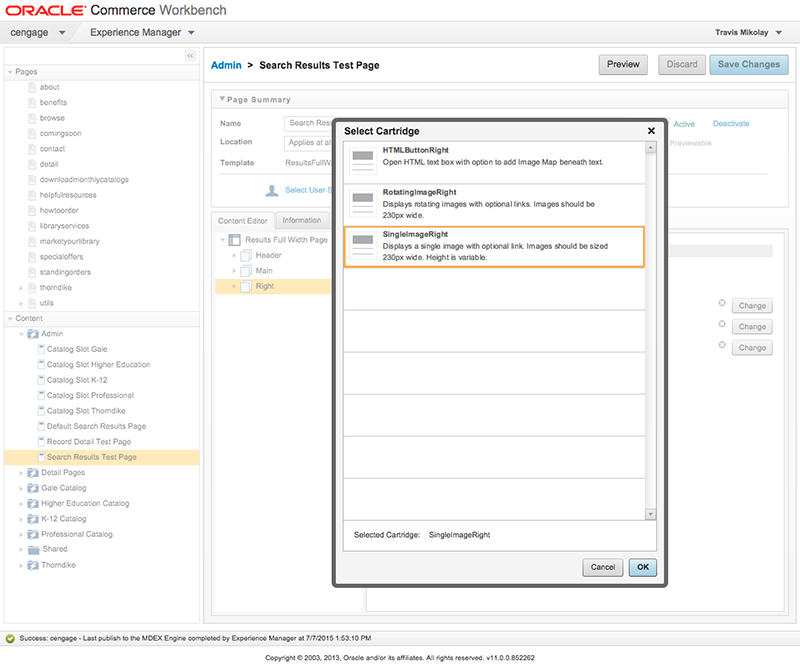 ORACLE® Commerce Workbench
cengage Experience Manager Travis Mikolay
Admin > Search Results Test Page Preview Discard Save Changes
Pages
about
benefits
browse
comingsoon
contact
detail
downloadmonthlycatalogs
helpfulresources
howtoorder
libraryservices
marketyourlibrary
specialoffers
standingorders
thorndike
utils
Content
Admin
Catalog Slot Gale
Catalog Slot Higher Education
Catalog Slot K-12
Catalog Slot Professional
Catalog Slot Thorndike
Default Search Results Page
Record Detail Test Page
Search Results Test Page
Detail Pages
Gale Catalog
Higher Education Catalog
K-12 Catalog
Professional Catalog
Shared
Thorndike
Page Summary
Name Search Resu
Active Deactivate
Location Applies at al
Previewable
Template ResultsFullW
Select User S
Content Editor Information
Results Full Width Page
Header
Main
Right
Change
Change
Change
Select Cartridge
HTMLButtonRight
Open HTML text box with option to add Image Map beneath text.
RotatingImageRight
Displays rotating images with optional links. Images should be
230px wide.
SingleImageRight
Displays a single image with optional link. Images should be sized
230px wide. Height is variable.
Selected Cartridge: SingleImageRight
Cancel OK
Success: cengage - Last publish to the MDEX Engine completed by Experience Manager at 7/7/2015 1:53:10 PM
Copyright © 2003, 2013, Oracle and/or its affiliates. All rights reserved. v11.0.0.852262